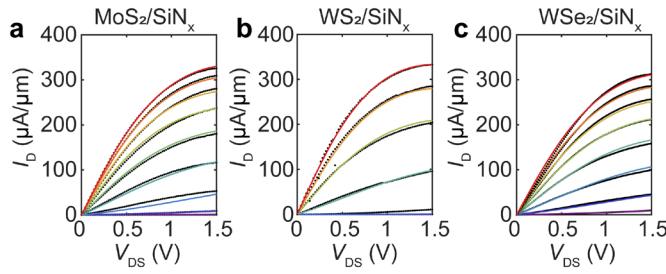 a MoS₂/SiNₓ
400
300
200
100
0
0 0.5 1 1.5
I_D (μA/μm)
V_DS (V)
b WS₂/SiNₓ
400
300
200
100
0
0 0.5 1 1.5
I_D (μA/μm)
V_DS (V)
c WSe₂/SiNₓ
400
300
200
100
0
0 0.5 1 1.5
I_D (μA/μm)
V_DS (V)